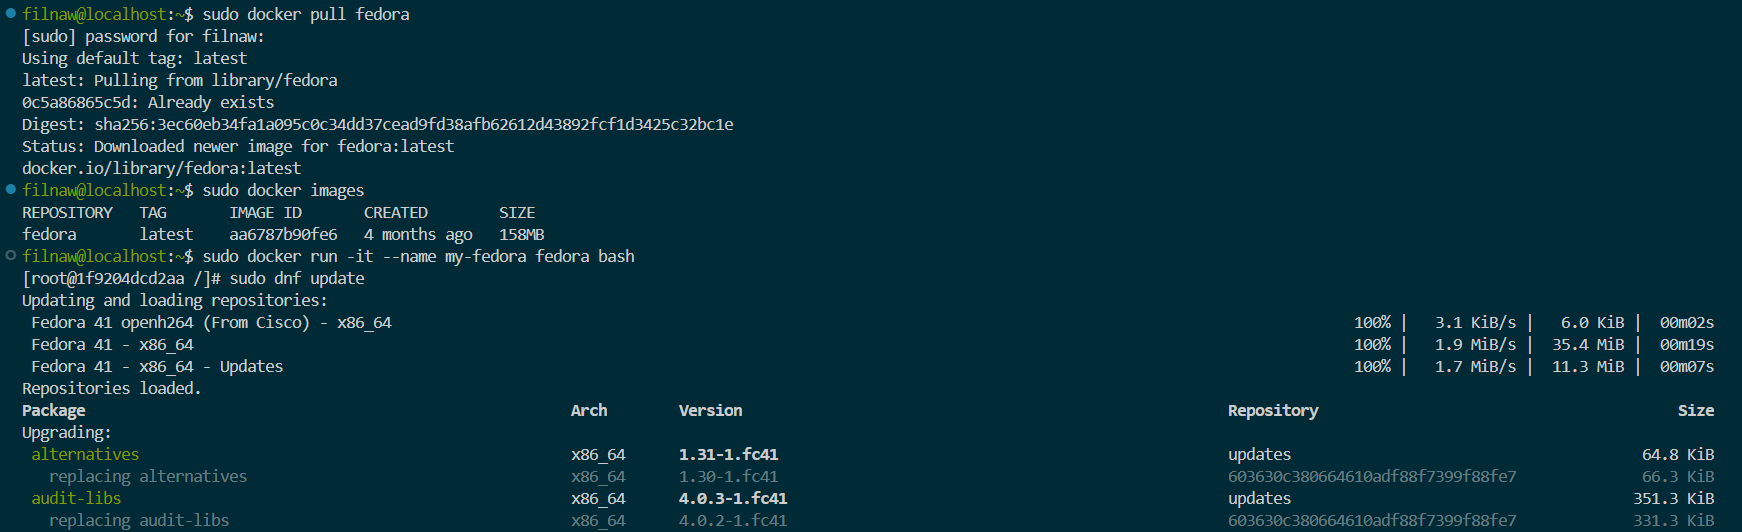 filnaw@localhost:~$ sudo docker pull fedora
[sudo] password for filnaw:
Using default tag: latest
latest: Pulling from library/fedora
0c5a86865c5d: Already exists
Digest: sha256:3ec60eb34fa1a095c0c34dd37cead9fd38afb62612d43892fcf1d3425c32bc1e
Status: Downloaded newer image for fedora:latest
docker.io/library/fedora:latest
filnaw@localhost:~$ sudo docker images
REPOSITORY   TAG       IMAGE ID       CREATED        SIZE
fedora       latest    aa6787b90fe6   4 months ago   158MB
filnaw@localhost:~$ sudo docker run -it --name my-fedora fedora bash
[root@1f9204dcd2aa /]# sudo dnf update
Updating and loading repositories:
 Fedora 41 openh264 (From Cisco) - x86_64   100% |   3.1 KiB/s |   6.0 KiB |  00m02s
 Fedora 41 - x86_64   100% |   1.9 MiB/s |  35.4 MiB |  00m19s
 Fedora 41 - x86_64 - Updates   100% |   1.7 MiB/s |  11.3 MiB |  00m07s
Repositories loaded.
Package   Arch   Version   Repository   Size
Upgrading:
 alternatives   x86_64   1.31-1.fc41   updates   64.8 KiB
   replacing alternatives   x86_64   1.30-1.fc41   603630c380664610adf88f7399f88fe7   66.3 KiB
 audit-libs   x86_64   4.0.3-1.fc41   updates   351.3 KiB
   replacing audit-libs   x86_64   4.0.2-1.fc41   603630c380664610adf88f7399f88fe7   331.3 KiB